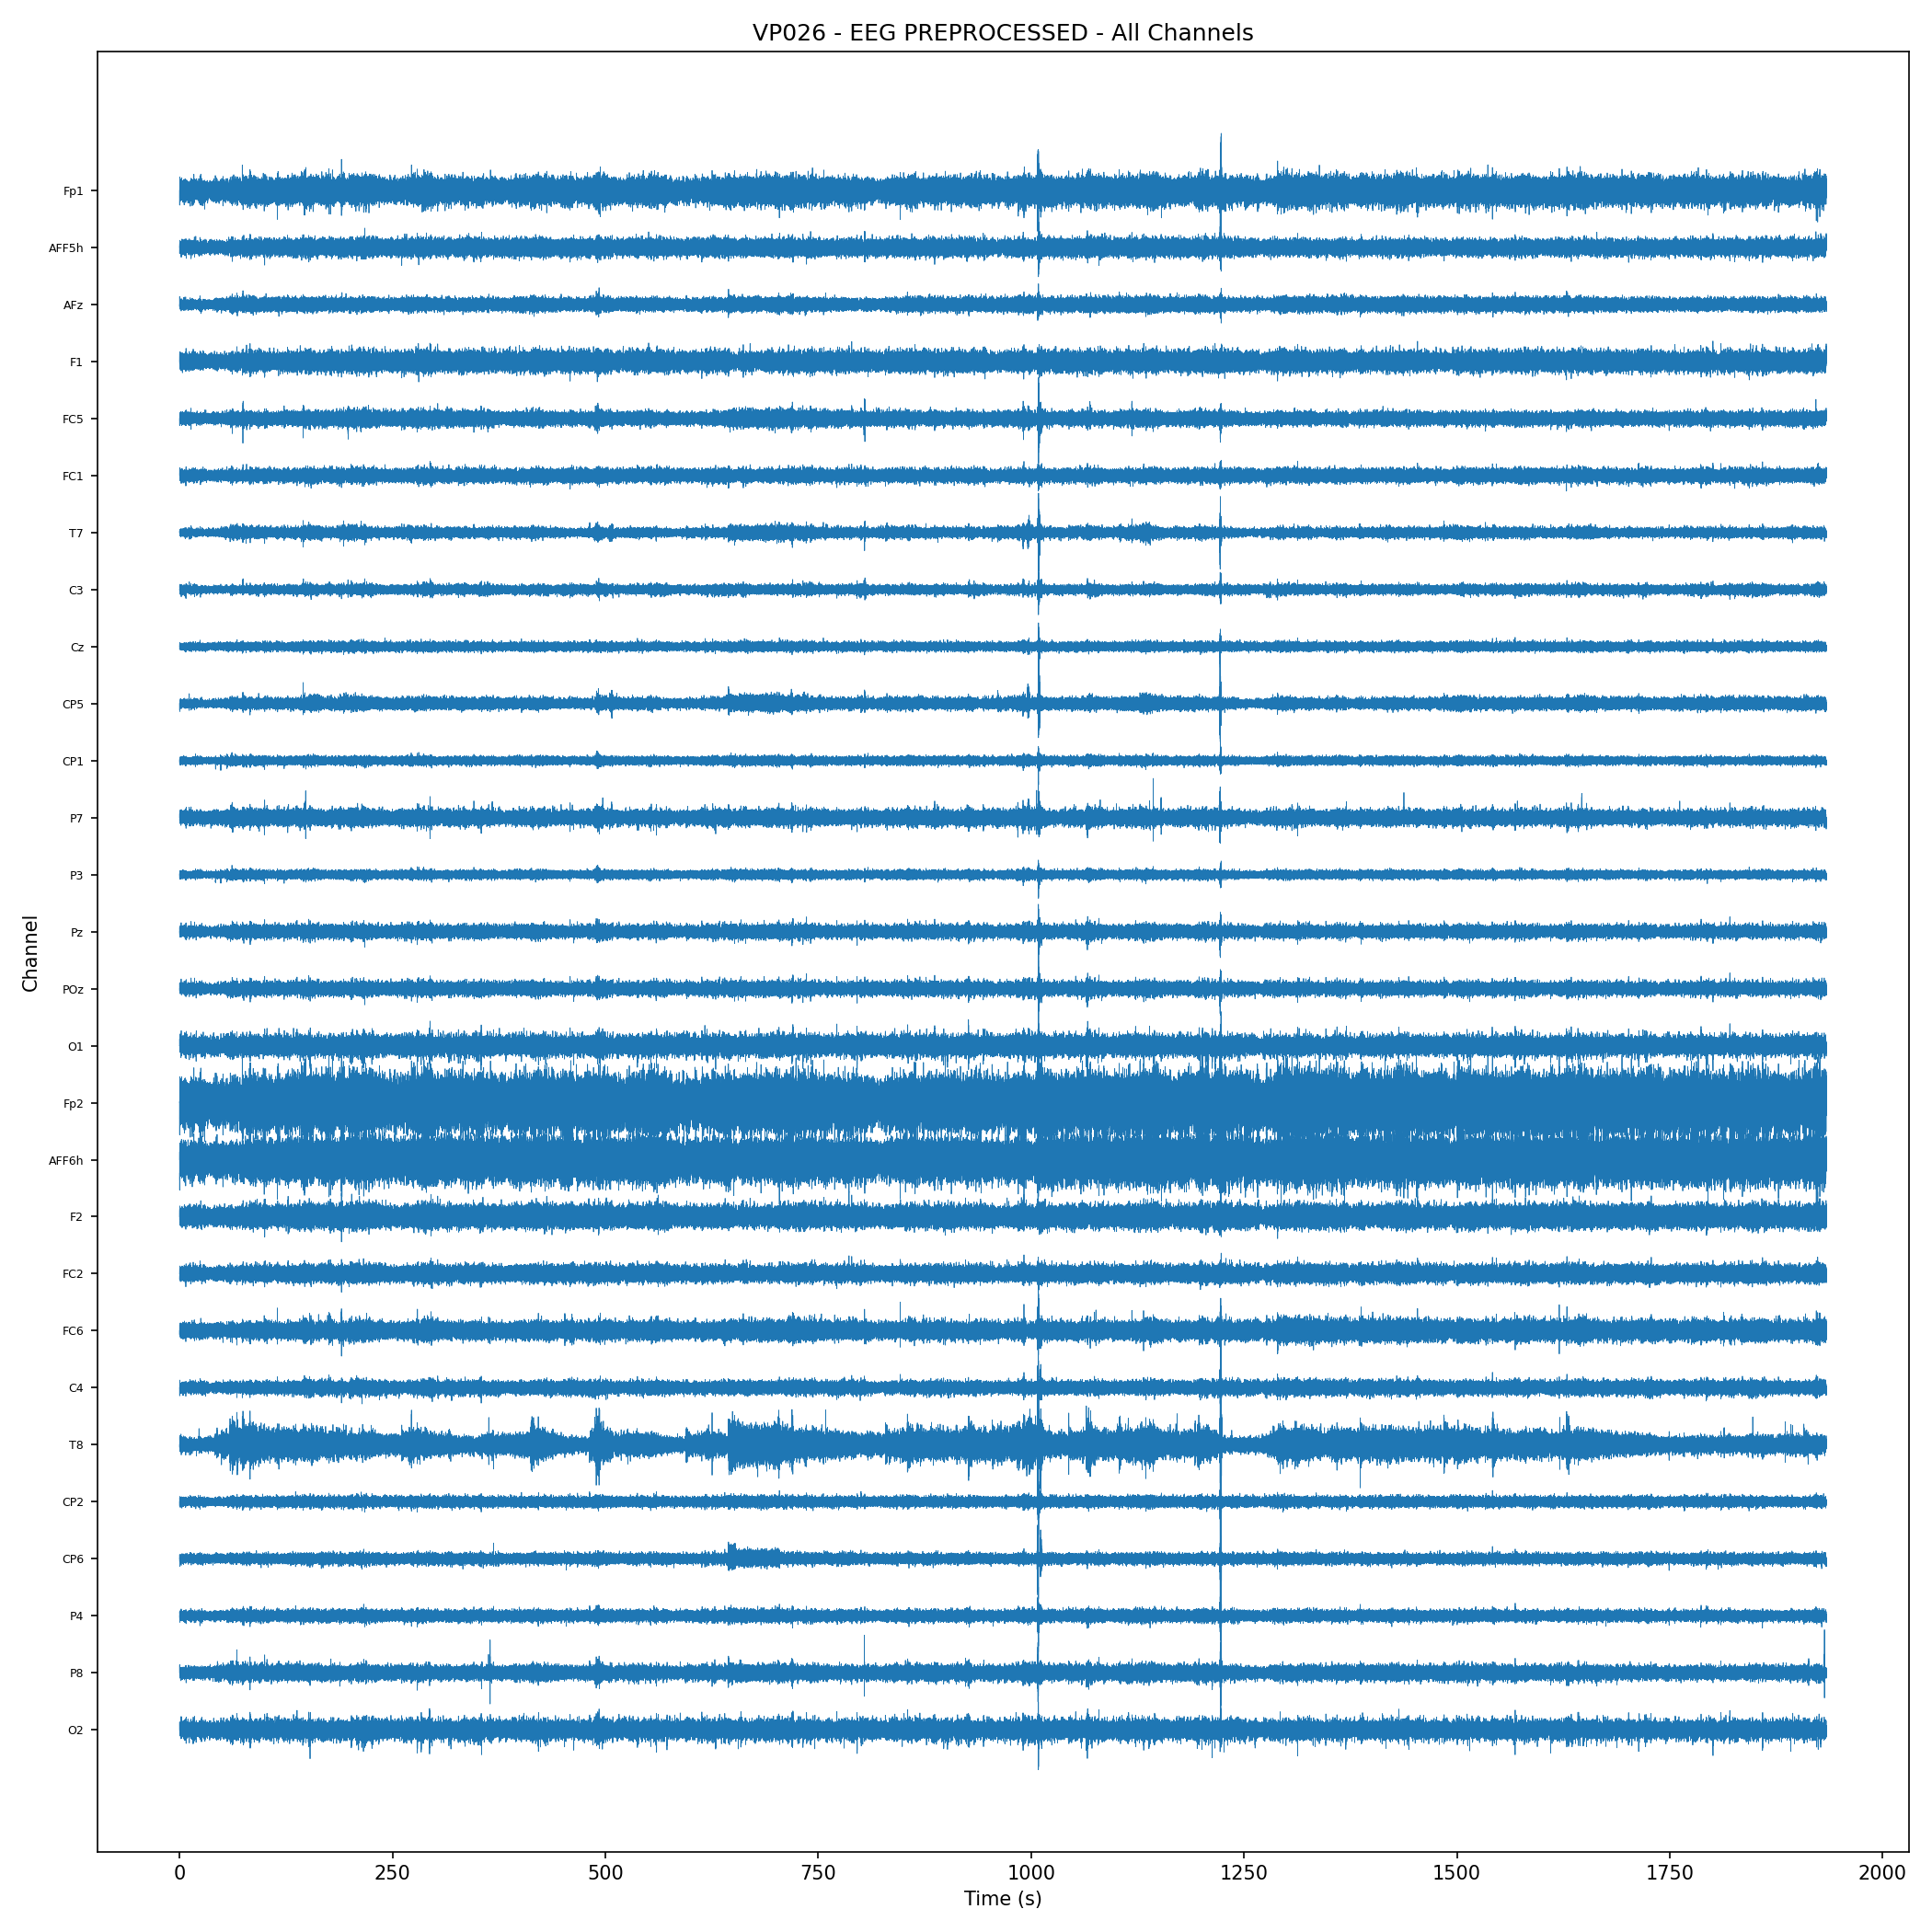 VP026 - EEG PREPROCESSED - All Channels
Fp1
AFF5h
AFz
F1
FC5
FC1
T7
C3
Cz
CP5
CP1
P7
P3
Pz
POz
O1
Fp2
AFF6h
F2
FC2
FC6
C4
T8
CP2
CP6
P4
P8
O2
Channel
0 250 500 750 1000 1250 1500 1750 2000
Time (s)